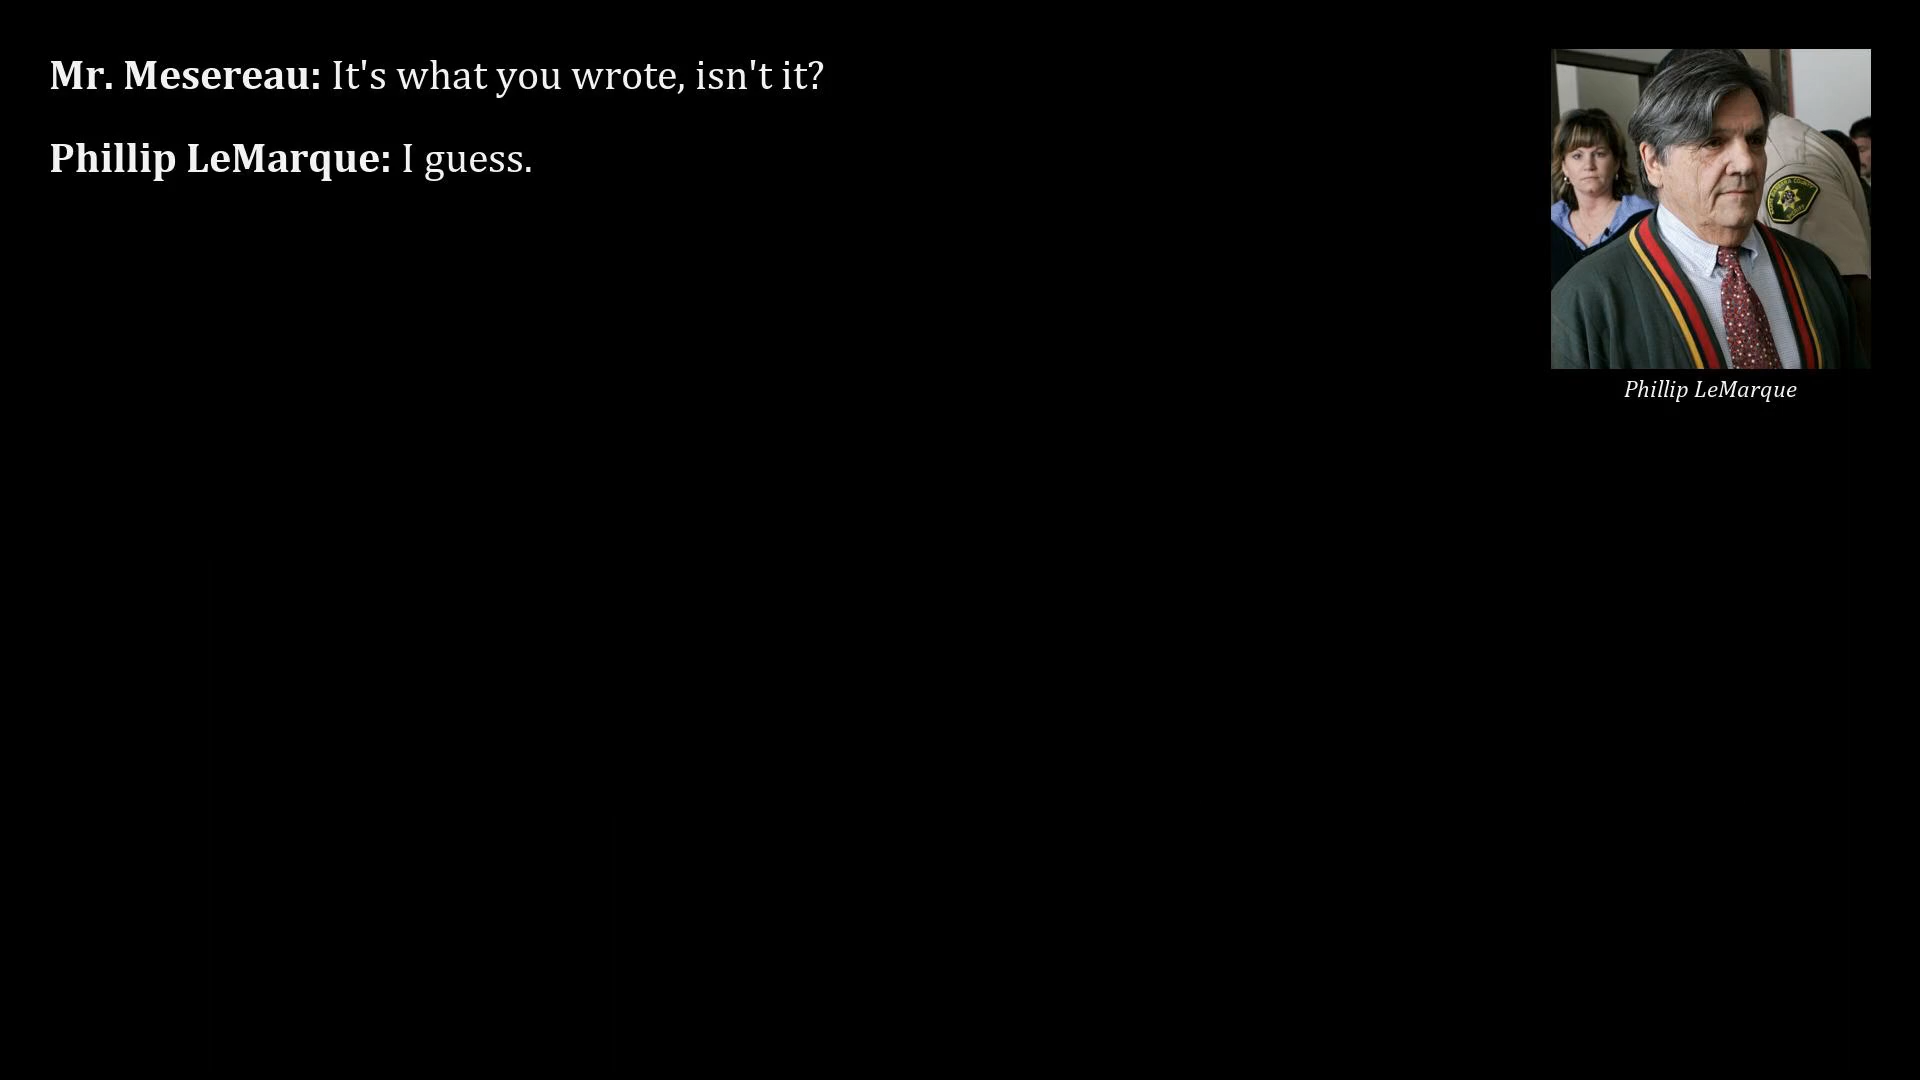 Mr. Mesereau: It's what you wrote, isn't it?
Phillip LeMarque: I guess.
Phillip LeMarque